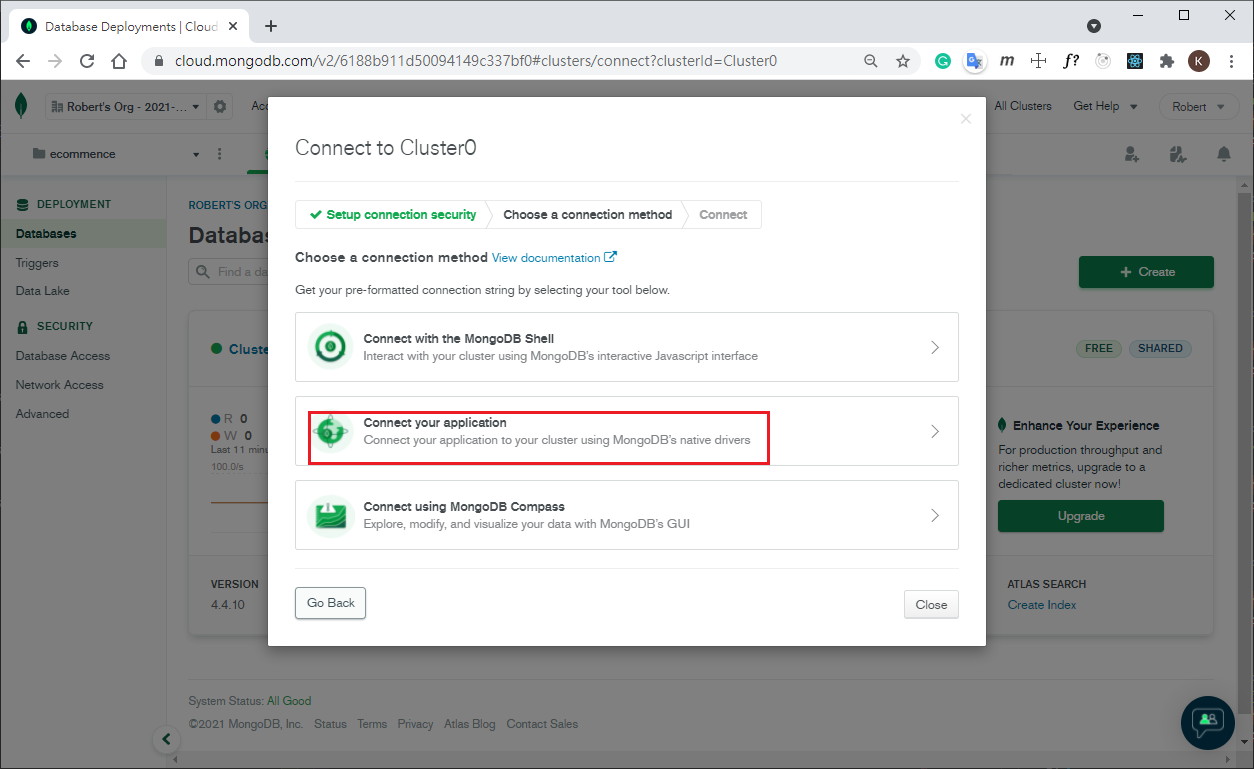 Database Deployments | Cloud
cloud.mongodb.com/v2/6188b911d50094149c337bf0#clusters/connect?clusterId=Cluster0
m
f?
K
Robert's Org - 2021-...
All Clusters
Get Help
Robert
ecommence
DEPLOYMENT
Databases
Triggers
Data Lake
SECURITY
Database Access
Network Access
Advanced
ROBERT'S ORG
Find a
Create
FREE
SHARED
R 0
W 0
Last 11
100.0/s
Enhance Your Experience
For production throughput and
richer metrics, upgrade to a
dedicated cluster now!
Upgrade
VERSION
4.4.10
ATLAS SEARCH
Create Index
Connect to Cluster0
Setup connection security
Choose a connection method
Connect
Choose a connection method View documentation
Get your pre-formatted connection string by selecting your tool below.
Connect with the MongoDB Shell
Interact with your cluster using MongoDB's interactive Javascript interface
Connect your application
Connect your application to your cluster using MongoDB's native drivers
Connect using MongoDB Compass
Explore, modify, and visualize your data with MongoDB's GUI
Go Back
Close
System Status: All Good
©2021 MongoDB, Inc. Status Terms Privacy Atlas Blog Contact Sales